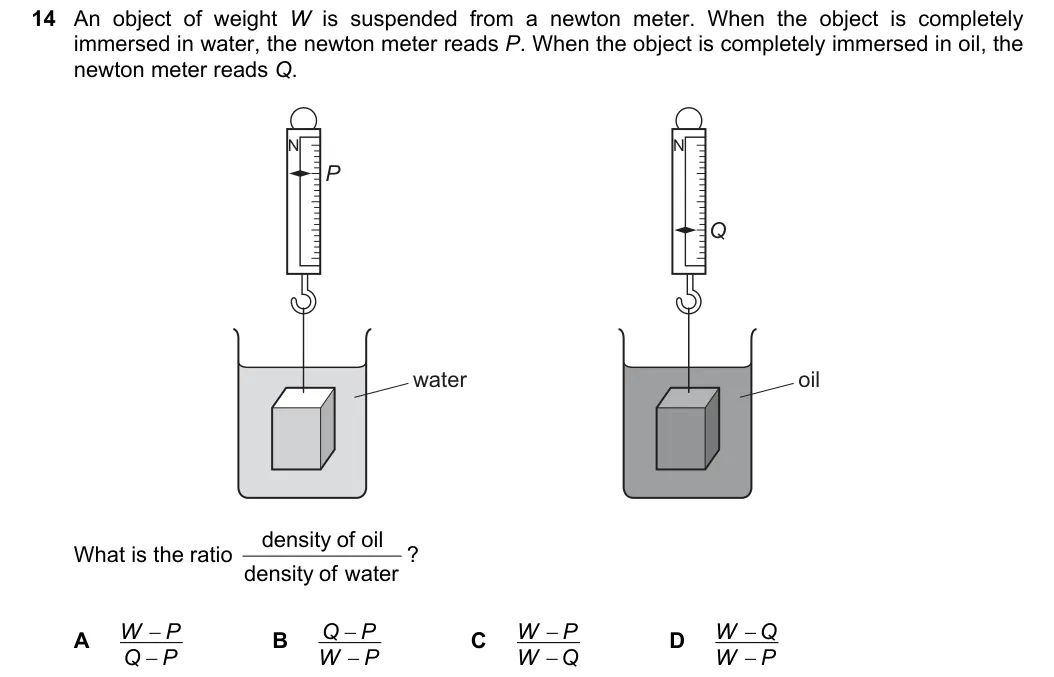 14 An object of weight W is suspended from a newton meter. When the object is completely
immersed in water, the newton meter reads P. When the object is completely immersed in oil, the
newton meter reads Q.
N
P
N
Q
water
oil
What is the ratio density of oil / density of water ?
A W – P / Q – P B Q – P / W – P C W – P / W – Q D W – Q / W – P